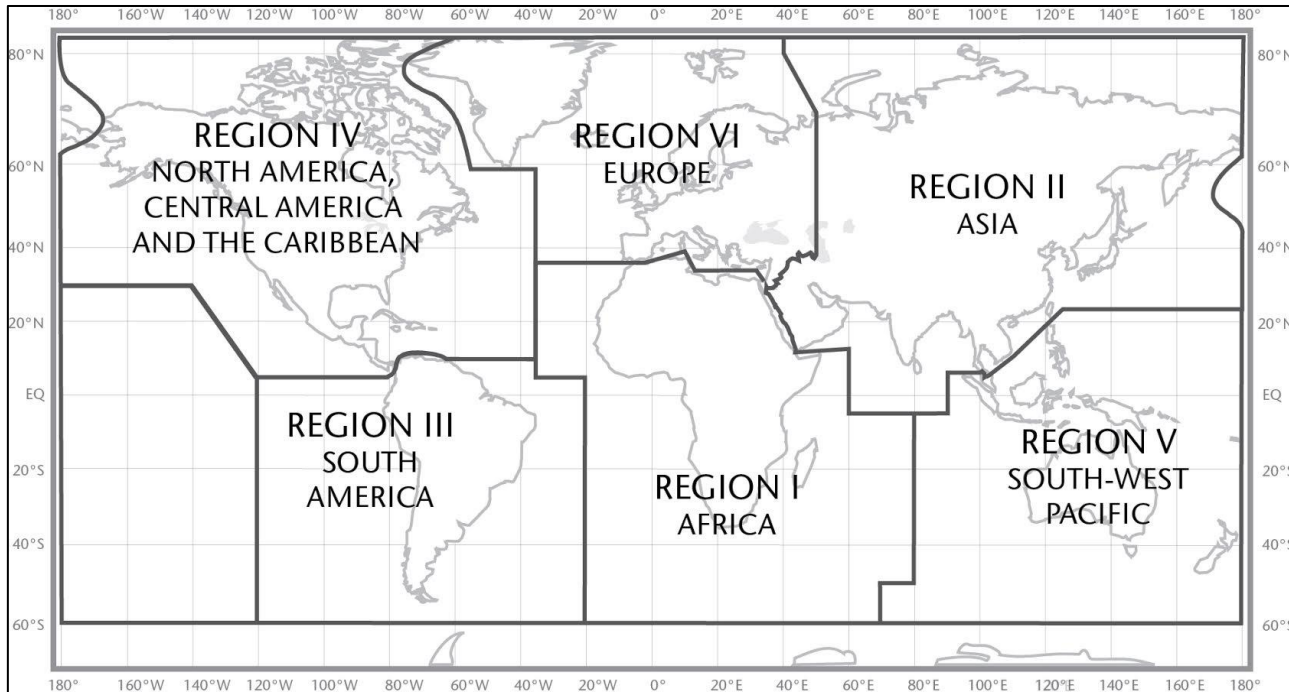 180° 160°W 140°W 120°W 100°W 80°W 60°W 40°W 20°W 0° 20°E 40°E 60°E 80°E 100°E 120°E 140°E 160°E 180°
80°N 80°N
REGION IV
NORTH AMERICA,
CENTRAL AMERICA
AND THE CARIBBEAN
REGION VI
EUROPE
REGION II
ASIA
60°N 60°N
40°N 40°N
20°N 20°N
EQ EQ
REGION III
SOUTH
AMERICA
REGION I
AFRICA
REGION V
SOUTH-WEST
PACIFIC
20°S 20°S
40°S 40°S
60°S 60°S
180° 160°W 140°W 120°W 100°W 80°W 60°W 40°W 20°W 0° 20°E 40°E 60°E 80°E 100°E 120°E 140°E 160°E 180°